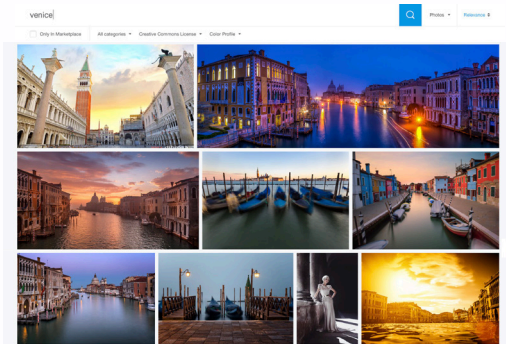 venice
Photos
Relevance
Only In Marketplace
All categories
Creative Commons License
Color Profile